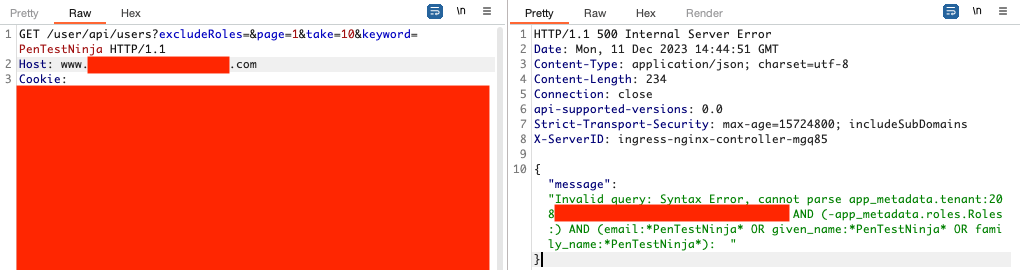 Pretty Raw Hex
\n
1 GET /user/api/users?excludeRoles=&page=1&take=10&keyword=
PenTestNinja HTTP/1.1
2 Host: www. .com
3 Cookie:
Pretty Raw Hex Render
\n
1 HTTP/1.1 500 Internal Server Error
2 Date: Mon, 11 Dec 2023 14:44:51 GMT
3 Content-Type: application/json; charset=utf-8
4 Content-Length: 234
5 Connection: close
6 api-supported-versions: 0.0
7 Strict-Transport-Security: max-age=15724800; includeSubDomains
8 X-ServerID: ingress-nginx-controller-mgq85
9
10 {
"message":
"Invalid query: Syntax Error, cannot parse app_metadata.tenant:20
8 AND (-app_metadata.roles.Roles
:) AND (email:*PenTestNinja* OR given_name:*PenTestNinja* OR fami
ly_name:*PenTestNinja*):  "
}